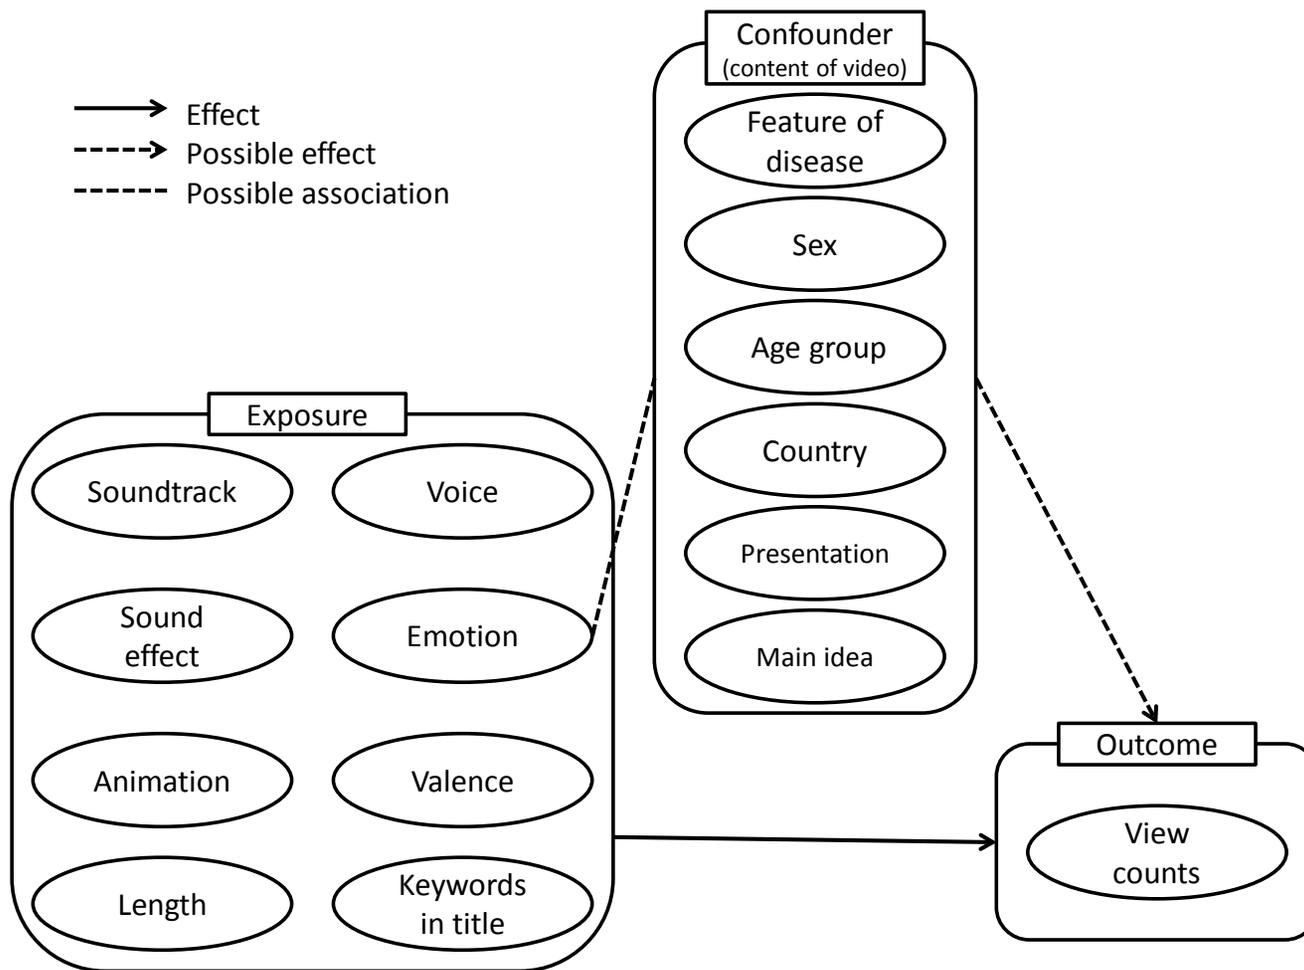 Confounder
(content of video)
Effect
Possible effect
Possible association
Feature of
disease
Sex
Age group
Country
Presentation
Main idea
Exposure
Soundtrack
Voice
Sound
effect
Emotion
Animation
Valence
Length
Keywords
in title
Outcome
View
counts